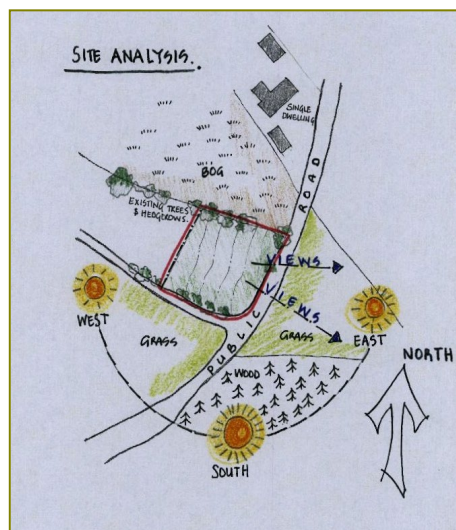 SITE ANALYSIS.
SINGLE
DWELLING
BOG
EXISTING TREES
& HEDGROWS.
PUBLIC ROAD
VIEWS
VIEWS
WEST
EAST
GRASS
GRASS
NORTH
WOOD
SOUTH